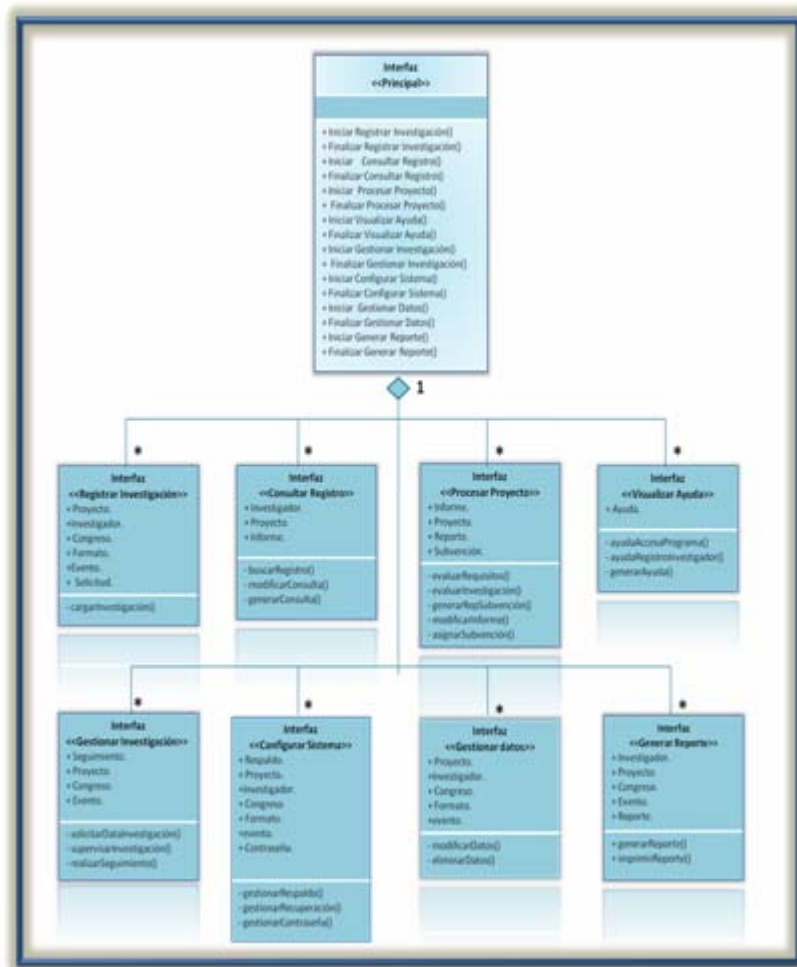 Interfaz
<<Principal>>
+ Iniciar Registrar Investigación()
+ Finalizar Registrar Investigación()
+ Iniciar Consultar Registro()
+ Finalizar Consultar Registro()
+ Iniciar Procesar Proyecto()
+ Finalizar Procesar Proyecto()
+ Iniciar Visualizar Ayuda()
+ Finalizar Visualizar Ayuda()
+ Iniciar Gestionar Investigación()
+ Finalizar Gestionar Investigación()
+ Iniciar Configurar Sistema()
+ Finalizar Configurar Sistema()
+ Iniciar Gestionar Datos()
+ Finalizar Gestionar Datos()
+ Iniciar Generar Reporte()
+ Finalizar Generar Reporte()
1
*
Interfaz
<<Registrar Investigación>>
+ Proyecto.
+Investigador.
+ Congreso.
+ Formato.
+Evento.
+ Solicitud.
- cargarInvestigación()
*
Interfaz
<<Consultar Registro>>
+ Investigador.
+ Proyecto.
+ Informe.
- buscarRegistro()
- modificarConsulta()
- generarConsulta()
*
Interfaz
<<Procesar Proyecto>>
+ Informe.
+ Proyecto.
+ Reporte.
+ Subvención.
- evaluarRequisitos()
- evaluarInvestigación()
- generarRepSubvención()
- modificarInforme()
- asignarSubvención()
*
Interfaz
<<Visualizar Ayuda>>
+ Ayuda.
- ayudaAccesoPrograma()
- ayudaRegistroInvestigador()
- generarAyuda()
*
Interfaz
<<Gestionar Investigación>>
+ Seguimiento.
+ Proyecto
+ Congreso.
+ Evento.
- solicitarDataInvestigación()
- supervisarInvestigación()
- realizarSeguimiento()
*
Interfaz
<<Configurar Sistema>>
+ Respaldo.
+ Proyecto.
+Investigador.
+ Congreso
+ Formato
+evento.
+ Contraseña.
- gestionarRespaldo()
- gestionarRecuperación()
- gestionarContraseña()
*
Interfaz
<<Gestionar datos>>
+ Proyecto.
+Investigador.
+ Congreso.
+ Formato.
+evento.
- modificarDatos()
- eliminarDatos()
*
Interfaz
<<Generar Reporte>>
+ Investigador.
+ Proyecto
+ Congreso.
+ Evento.
+ Reporte.
+ generarReporte()
+ imprimirReporte()